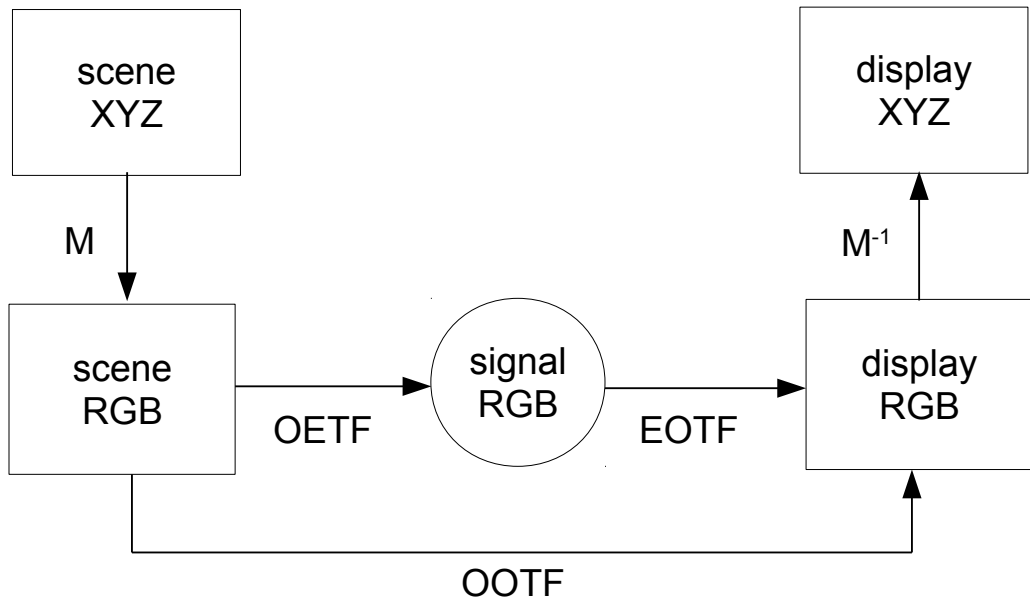 scene
XYZ
display
XYZ
M
M⁻¹
scene
RGB
OETF
signal
RGB
EOTF
display
RGB
OOTF